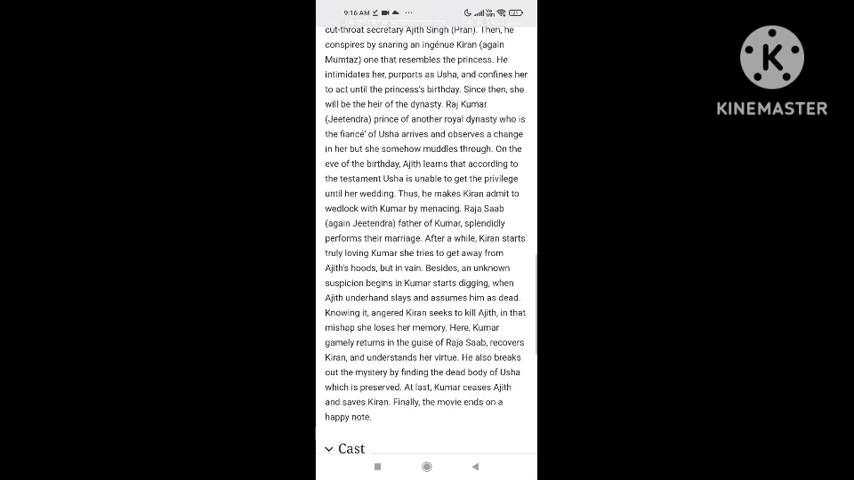 9:16 AM
K
KINEMASTER
cut-throat secretary Ajith Singh (Pran). Then, he
conspires by snaring an ingénue Kiran (again
Mumtaz) one that resembles the princess. He
intimidates her, purports as Usha, and confines her
to act until the princess's birthday. Since then, she
will be the heir of the dynasty. Raj Kumar
(Jeetendra) prince of another royal dynasty who is
the fiancé' of Usha arrives and observes a change
in her but she somehow muddles through. On the
eve of the birthday, Ajith learns that according to
the testament Usha is unable to get the privilege
until her wedding. Thus, he makes Kiran admit to
wedlock with Kumar by menacing. Raja Saab
(again Jeetendra) father of Kumar, splendidly
performs their marriage. After a while, Kiran starts
truly loving Kumar she tries to get away from
Ajith's hoods, but in vain. Besides, an unknown
suspicion begins in Kumar starts digging, when
Ajith underhand slays and assumes him as dead.
Knowing it, angered Kiran seeks to kill Ajith, in that
mishap she loses her memory. Here, Kumar
gamely returns in the guise of Raja Saab, recovers
Kiran, and understands her virtue. He also breaks
out the mystery by finding the dead body of Usha
which is preserved. At last, Kumar ceases Ajith
and saves Kiran. Finally, the movie ends on a
happy note.
Cast